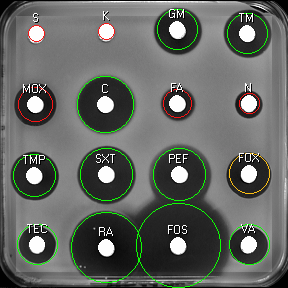 S K GM TM
MOX C FA N
TMP SXT PEF FOX
TEC RA FOS VA